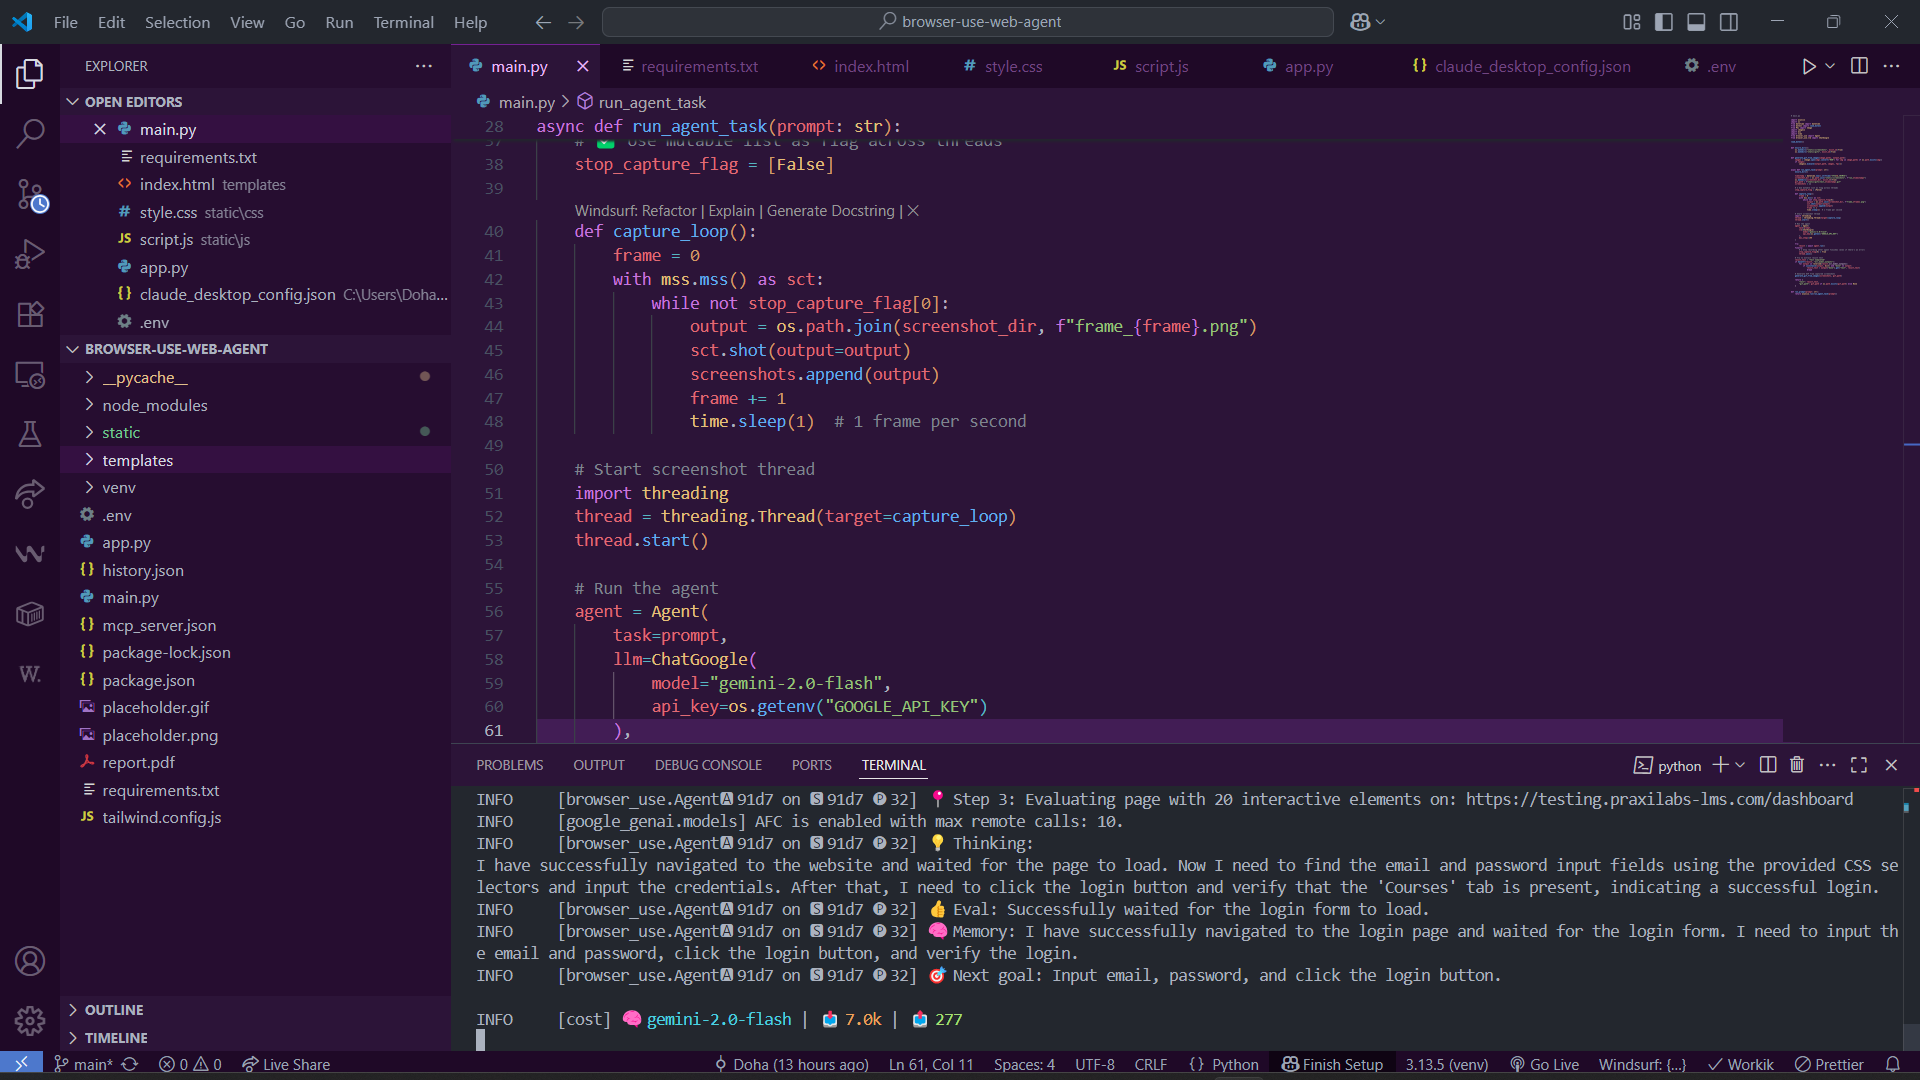 File Edit Selection View Go Run Terminal Help
browser-use-web-agent
EXPLORER
OPEN EDITORS
main.py
requirements.txt
index.html templates
style.css static\css
script.js static\js
app.py
claude_desktop_config.json C:\Users\Doha...
.env
BROWSER-USE-WEB-AGENT
__pycache__
node_modules
static
templates
venv
.env
app.py
history.json
main.py
mcp_server.json
package-lock.json
package.json
placeholder.gif
placeholder.png
report.pdf
requirements.txt
tailwind.config.js
OUTLINE
TIMELINE
main.py requirements.txt index.html style.css script.js app.py claude_desktop_config.json .env
main.py > run_agent_task
28 async def run_agent_task(prompt: str):
37 # ✅ Use mutable list as flag across threads
38 stop_capture_flag = [False]
39
Windsurf: Refactor | Explain | Generate Docstring | ×
40 def capture_loop():
41 frame = 0
42 with mss.mss() as sct:
43 while not stop_capture_flag[0]:
44 output = os.path.join(screenshot_dir, f"frame_{frame}.png")
45 sct.shot(output=output)
46 screenshots.append(output)
47 frame += 1
48 time.sleep(1) # 1 frame per second
49
50 # Start screenshot thread
51 import threading
52 thread = threading.Thread(target=capture_loop)
53 thread.start()
54
55 # Run the agent
56 agent = Agent(
57 task=prompt,
58 llm=ChatGoogle(
59 model="gemini-2.0-flash",
60 api_key=os.getenv("GOOGLE_API_KEY")
61 ),
PROBLEMS OUTPUT DEBUG CONSOLE PORTS TERMINAL
python
INFO [browser_use.Agent🅰 91d7 on 🆂 91d7 🅟 32] 📍 Step 3: Evaluating page with 20 interactive elements on: https://testing.praxilabs-lms.com/dashboard
INFO [google_genai.models] AFC is enabled with max remote calls: 10.
INFO [browser_use.Agent🅰 91d7 on 🆂 91d7 🅟 32] 💡 Thinking:
I have successfully navigated to the website and waited for the page to load. Now I need to find the email and password input fields using the provided CSS se
lectors and input the credentials. After that, I need to click the login button and verify that the 'Courses' tab is present, indicating a successful login.
INFO [browser_use.Agent🅰 91d7 on 🆂 91d7 🅟 32] 👍 Eval: Successfully waited for the login form to load.
INFO [browser_use.Agent🅰 91d7 on 🆂 91d7 🅟 32] 🧠 Memory: I have successfully navigated to the login page and waited for the login form. I need to input th
e email and password, click the login button, and verify the login.
INFO [browser_use.Agent🅰 91d7 on 🆂 91d7 🅟 32] 🎯 Next goal: Input email, password, and click the login button.
INFO [cost] 🧠 gemini-2.0-flash | 📥 7.0k | 📤 277
main* 0 0 Live Share Doha (13 hours ago) Ln 61, Col 11 Spaces: 4 UTF-8 CRLF {} Python Finish Setup 3.13.5 (venv) Go Live Windsurf: {...} Workik Prettier